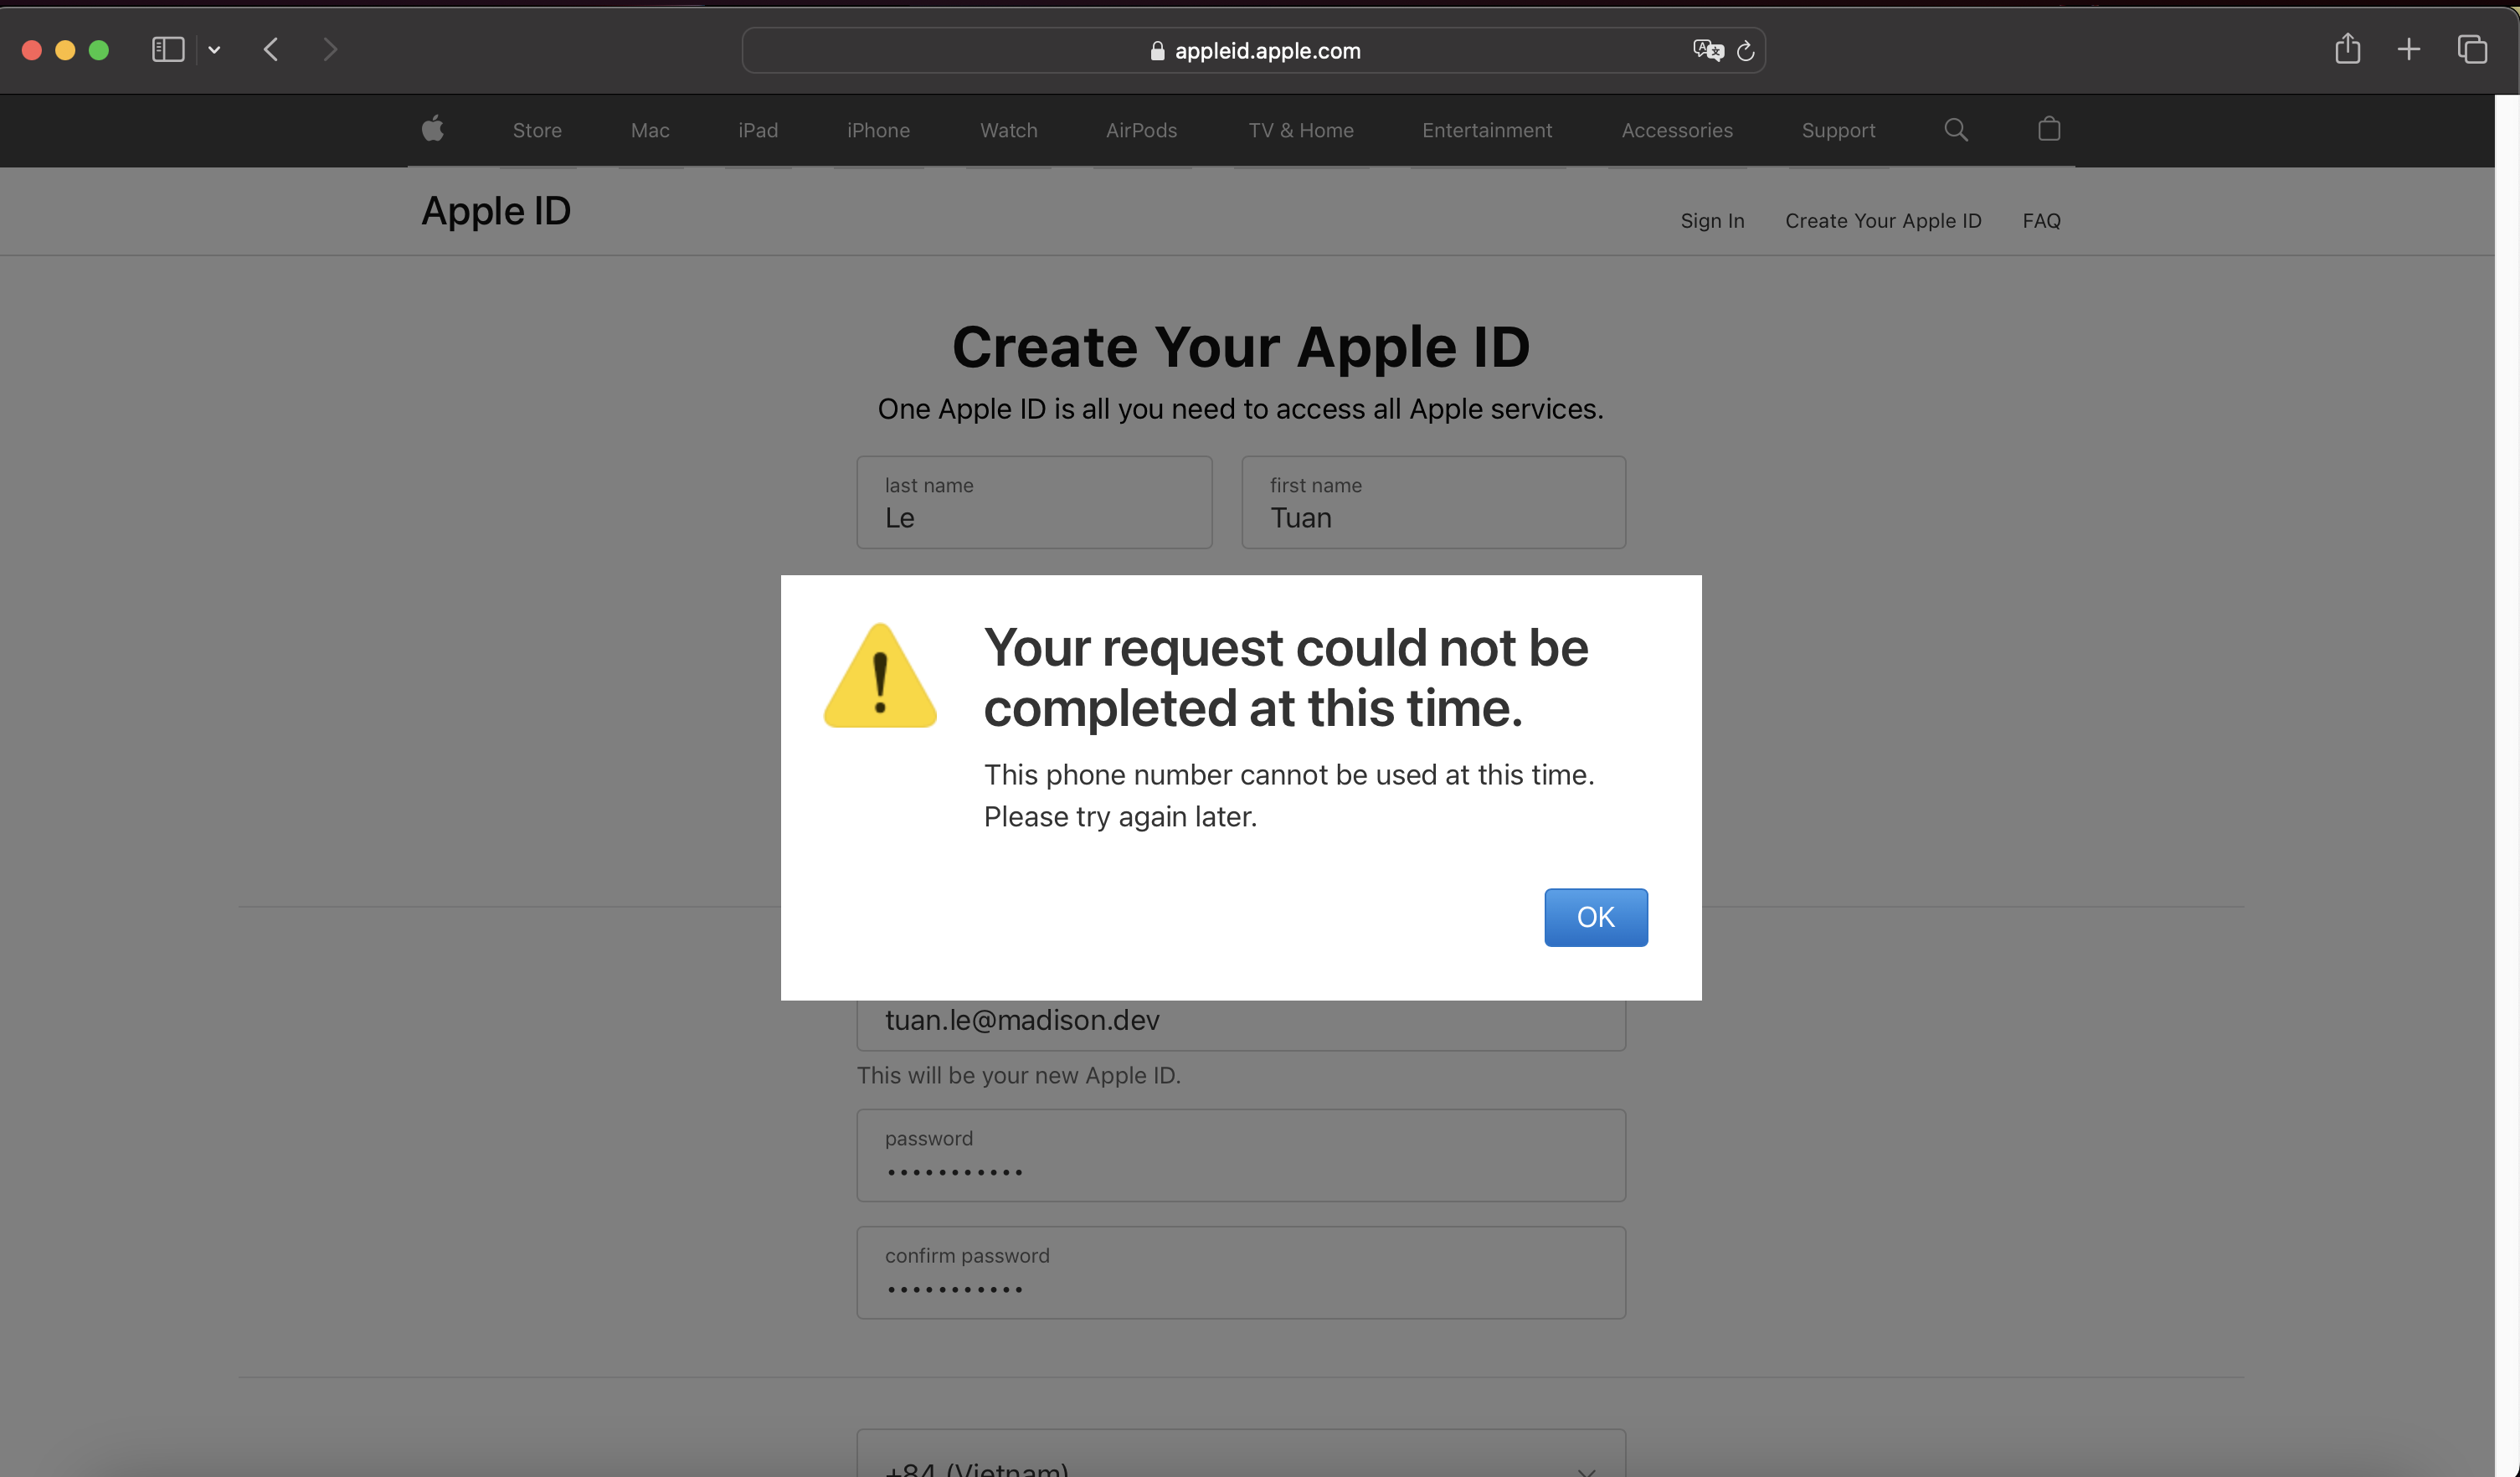 appleid.apple.com
Store Mac iPad iPhone Watch AirPods TV & Home Entertainment Accessories Support
Apple ID
Sign In Create Your Apple ID FAQ
Create Your Apple ID
One Apple ID is all you need to access all Apple services.
last name first name
Le Tuan
Your request could not be
completed at this time.
This phone number cannot be used at this time.
Please try again later.
OK
tuan.le@madison.dev
This will be your new Apple ID.
password
•••••••••••
confirm password
•••••••••••
+84 (Vietnam)